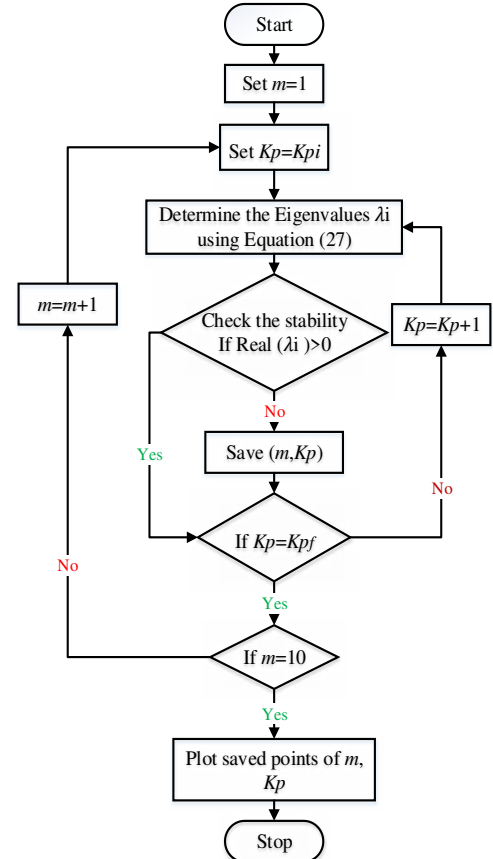 Start
Set m=1
Set Kp=Kpi
Determine the Eigenvalues λi
using Equation (27)
m=m+1
Kp=Kp+1
Check the stability
If Real (λi )>0
No
Yes
Save (m,Kp)
No
If Kp=Kpf
No
Yes
If m=10
Yes
Plot saved points of m,
Kp
Stop